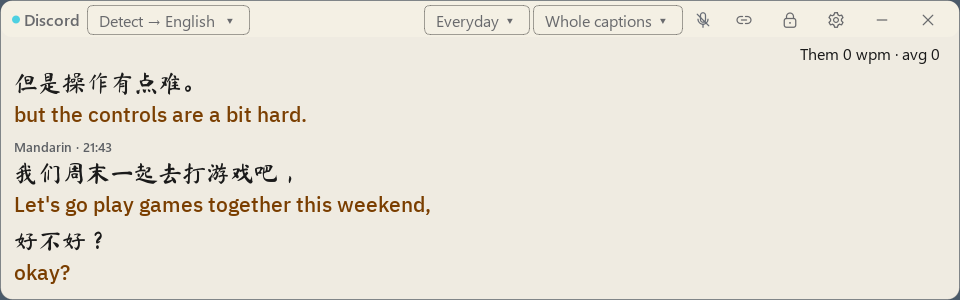 Discord Detect → English ▼ Everyday ▼ Whole captions ▼
Them 0 wpm · avg 0
但是操作有点难。
but the controls are a bit hard.
Mandarin · 21:43
我们周末一起去打游戏吧，
Let's go play games together this weekend,
好不好？
okay?